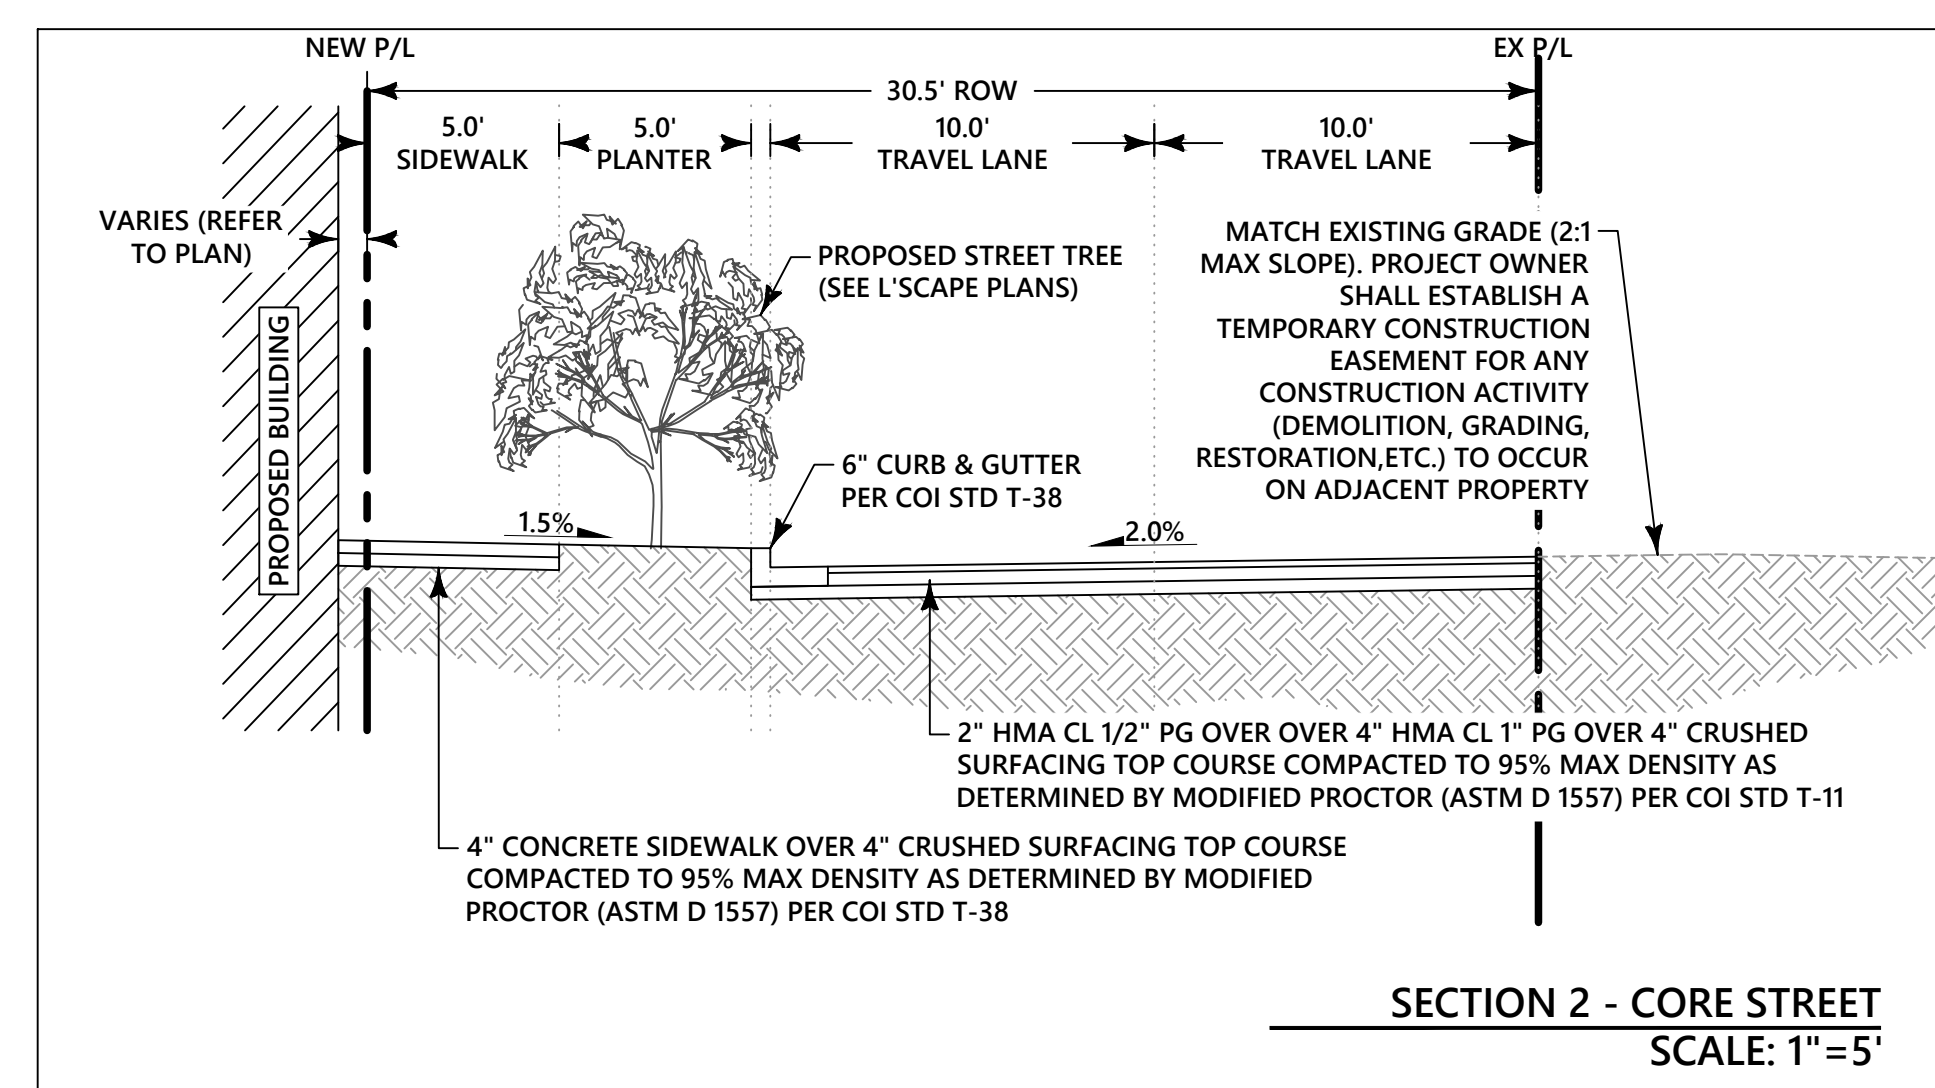 NEW P/L
EX P/L
30.5' ROW
5.0'
SIDEWALK
5.0'
PLANTER
10.0'
TRAVEL LANE
10.0'
TRAVEL LANE
VARIES (REFER
TO PLAN)
PROPOSED BUILDING
PROPOSED STREET TREE
(SEE L'SCAPE PLANS)
MATCH EXISTING GRADE (2:1
MAX SLOPE). PROJECT OWNER
SHALL ESTABLISH A
TEMPORARY CONSTRUCTION
EASEMENT FOR ANY
CONSTRUCTION ACTIVITY
(DEMOLITION, GRADING,
RESTORATION,ETC.) TO OCCUR
ON ADJACENT PROPERTY
6" CURB & GUTTER
PER COI STD T-38
1.5%
2.0%
2" HMA CL 1/2" PG OVER OVER 4" HMA CL 1" PG OVER 4" CRUSHED
SURFACING TOP COURSE COMPACTED TO 95% MAX DENSITY AS
DETERMINED BY MODIFIED PROCTOR (ASTM D 1557) PER COI STD T-11
4" CONCRETE SIDEWALK OVER 4" CRUSHED SURFACING TOP COURSE
COMPACTED TO 95% MAX DENSITY AS DETERMINED BY MODIFIED
PROCTOR (ASTM D 1557) PER COI STD T-38
SECTION 2 - CORE STREET
SCALE: 1"=5'